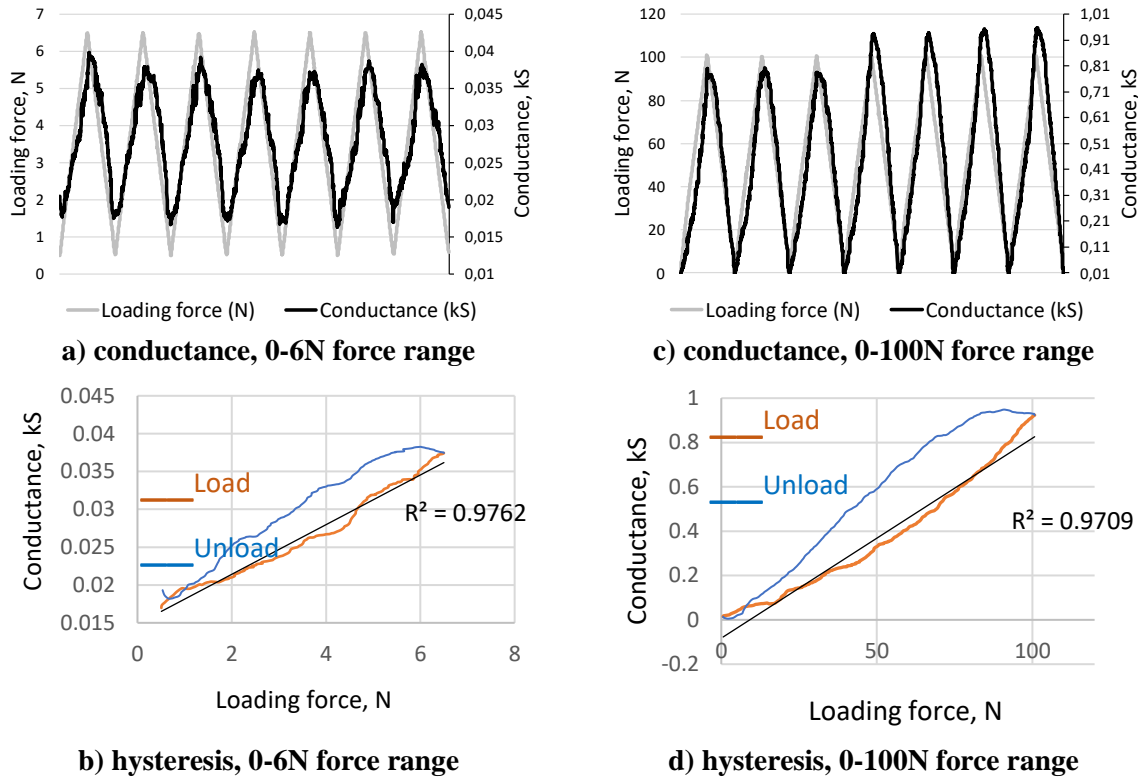 7
6
5
4
3
2
1
0
Loading force, N
0,045
0,04
0,035
0,03
0,025
0,02
0,015
0,01
Conductance, kS
Loading force (N)
Conductance (kS)
a) conductance, 0-6N force range
120
100
80
60
40
20
0
Loading force, N
1,01
0,91
0,81
0,71
0,61
0,51
0,41
0,31
0,21
0,11
0,01
Conductance, kS
Loading force (N)
Conductance (kS)
c) conductance, 0-100N force range
0.045
0.04
0.035
0.03
0.025
0.02
0.015
Conductance, kS
Load
Unload
R² = 0.9762
0 2 4 6 8
Loading force, N
b) hysteresis, 0-6N force range
1
0.8
0.6
0.4
0.2
0
-0.2
Conductance, kS
Load
Unload
R² = 0.9709
0 50 100
Loading force, N
d) hysteresis, 0-100N force range